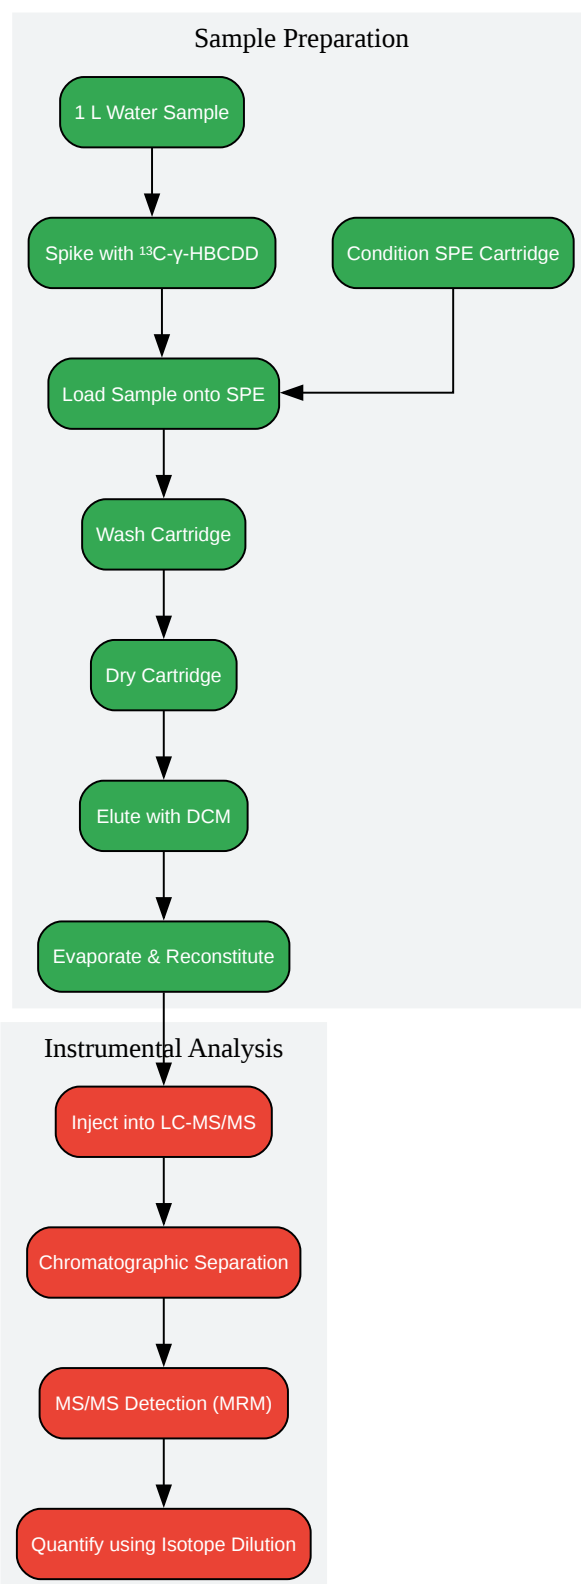 Sample Preparation
1 L Water Sample
Spike with ¹³C-γ-HBCDD
Condition SPE Cartridge
Load Sample onto SPE
Wash Cartridge
Dry Cartridge
Elute with DCM
Evaporate & Reconstitute
Instrumental Analysis
Inject into LC-MS/MS
Chromatographic Separation
MS/MS Detection (MRM)
Quantify using Isotope Dilution